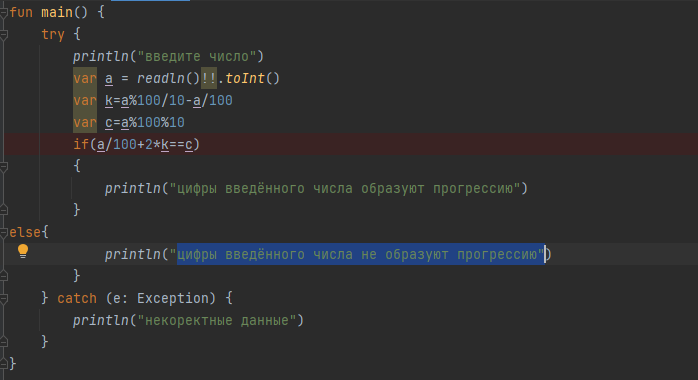 fun main() {
try {
println("введите число")
var a = readln()!!.toInt()
var k=a%100/10-a/100
var c=a%100%10
if(a/100+2*k==c)
{
println("цифры введённого числа образуют прогрессию")
}
else{
println("цифры введённого числа не образуют прогрессию")
}
} catch (e: Exception) {
println("некоректные данные")
}
}